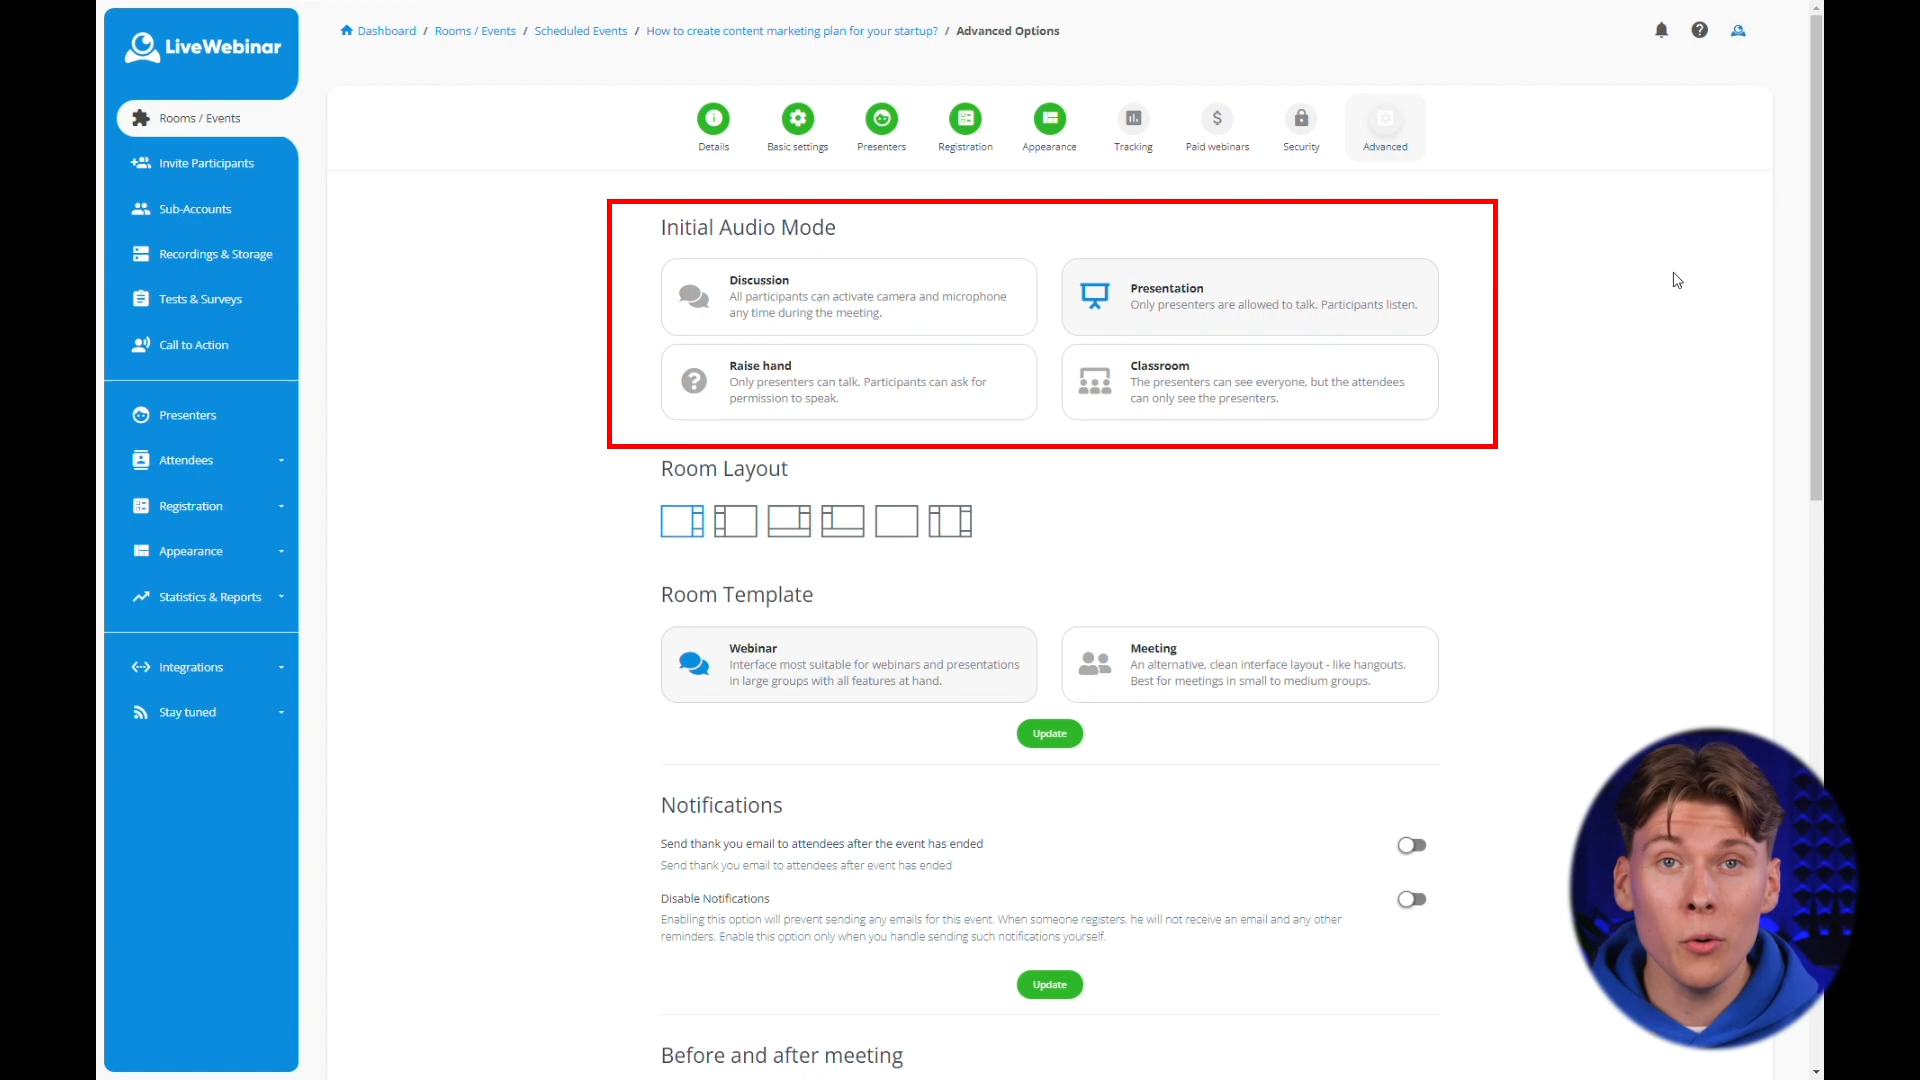 LiveWebinar
Dashboard / Rooms / Events / Scheduled Events / How to create content marketing plan for your startup? / Advanced Options
Rooms / Events
Invite Participants
Sub-Accounts
Recordings & Storage
Tests & Surveys
Call to Action
Presenters
Attendees
Registration
Appearance
Statistics & Reports
Integrations
Stay tuned
Details
Basic settings
Presenters
Registration
Appearance
Tracking
Paid webinars
Security
Advanced
Initial Audio Mode
Discussion
All participants can activate camera and microphone
any time during the meeting.
Presentation
Only presenters are allowed to talk. Participants listen.
Raise hand
Only presenters can talk. Participants can ask for
permission to speak.
Classroom
The presenters can see everyone, but the attendees
can only see the presenters.
Room Layout
Room Template
Webinar
Interface most suitable for webinars and presentations
in large groups with all features at hand.
Meeting
An alternative, clean interface layout - like hangouts.
Best for meetings in small to medium groups.
Update
Notifications
Send thank you email to attendees after the event has ended
Send thank you email to attendees after event has ended
Disable Notifications
Enabling this option will prevent sending any emails for this event. When someone registers, he will not receive an email and any other
reminders. Enable this option only when you handle sending such notifications yourself.
Update
Before and after meeting